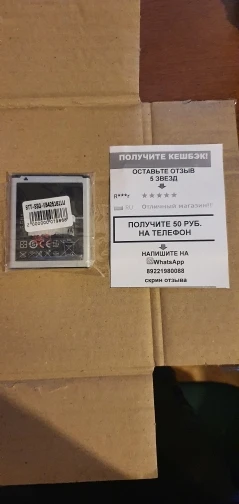 ПОЛУЧИТЕ КЕШБЭК!
ОСТАВЬТЕ ОТЗЫВ
5 ЗВЕЗД
R***r ★★★★★
RU Отличный магазин!!!
ПОЛУЧИТЕ 50 РУБ.
НА ТЕЛЕФОН
НАПИШИТЕ НА
WhatsApp
89221980088
скрин отзыва